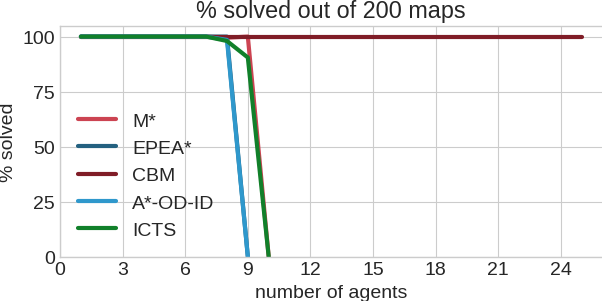 % solved out of 200 maps
100
75
50
25
0
% solved
M*
EPEA*
CBM
A*-OD-ID
ICTS
0 3 6 9 12 15 18 21 24
number of agents